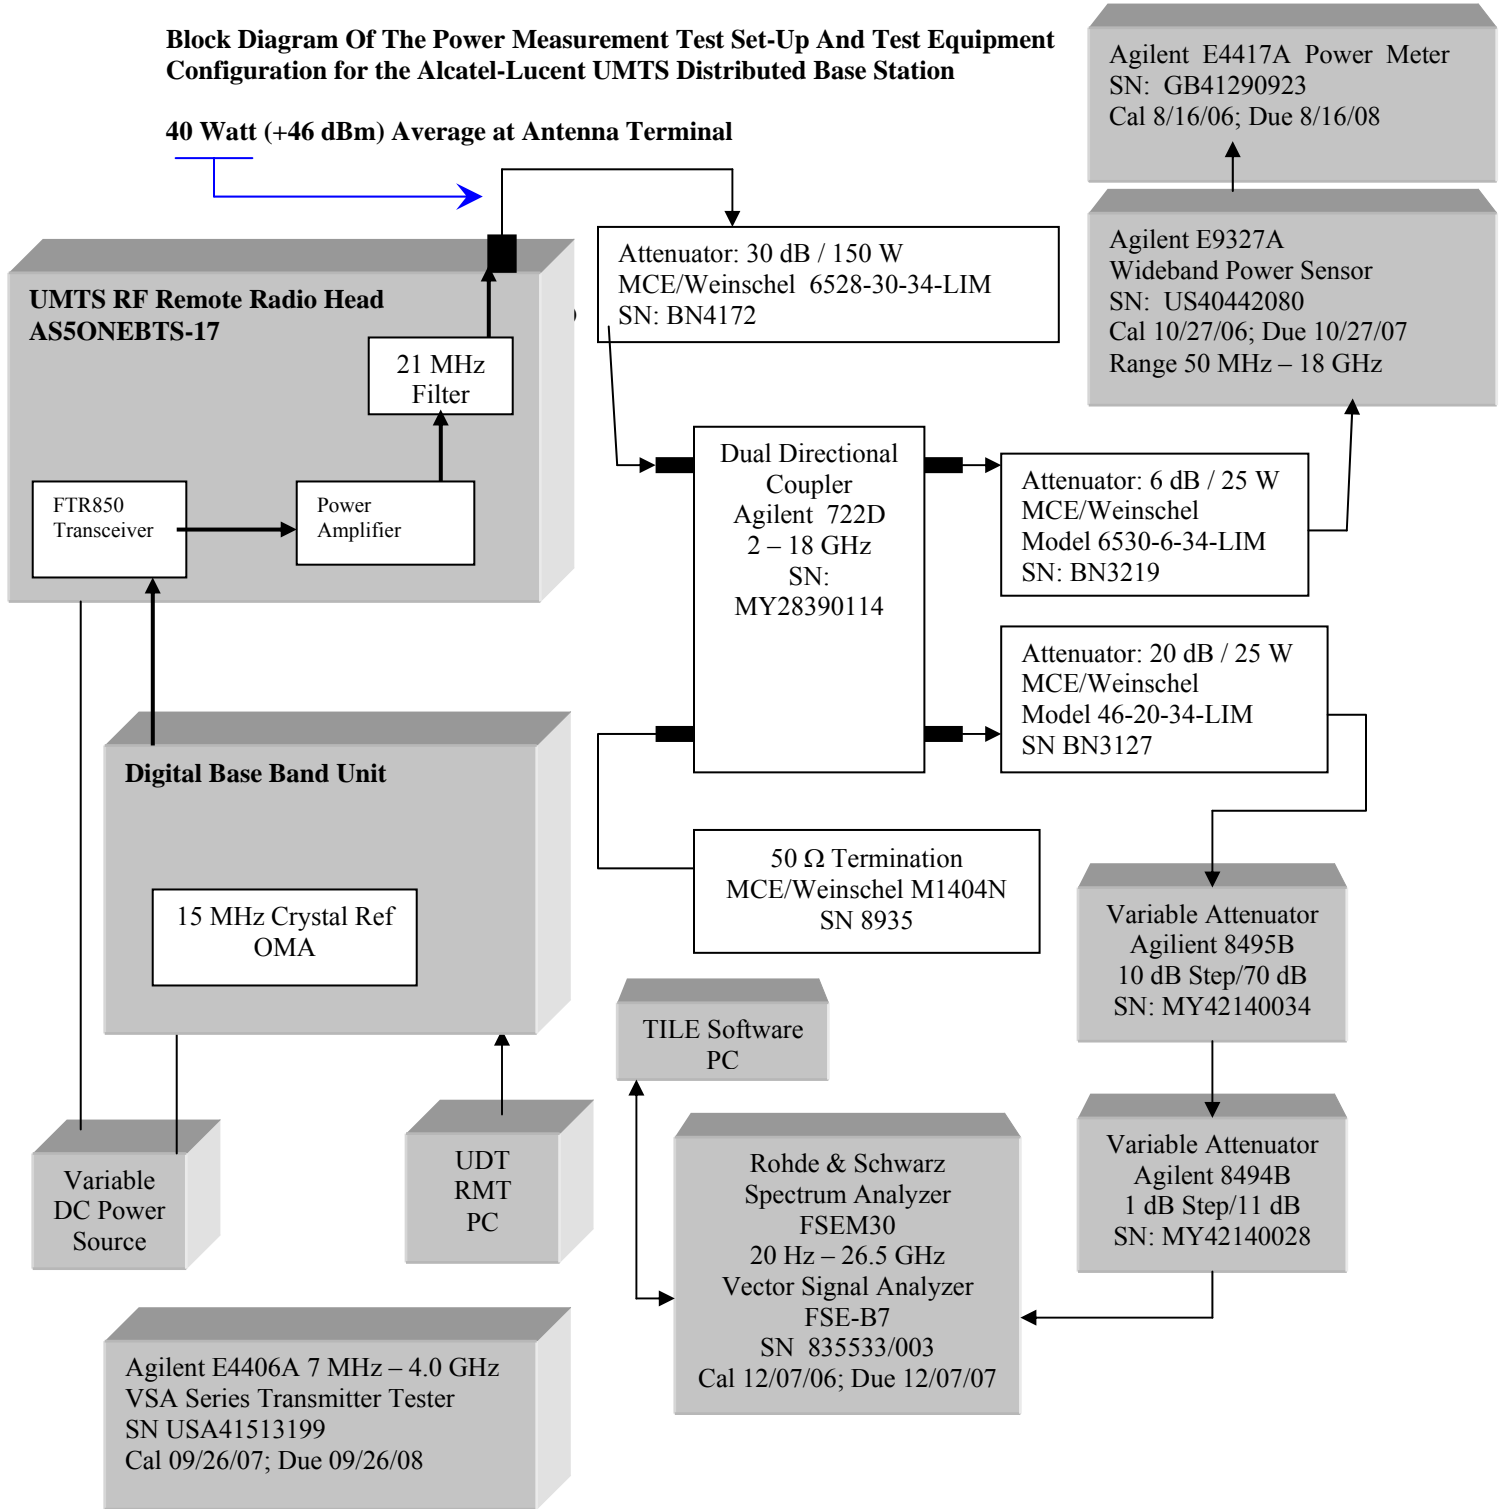 Block Diagram Of The Power Measurement Test Set-Up And Test Equipment
Configuration for the Alcatel-Lucent UMTS Distributed Base Station
40 Watt (+46 dBm) Average at Antenna Terminal
Agilent E4417A Power Meter
SN: GB41290923
Cal 8/16/06; Due 8/16/08
Agilent E9327A
Wideband Power Sensor
SN: US40442080
Cal 10/27/06; Due 10/27/07
Range 50 MHz – 18 GHz
Attenuator: 30 dB / 150 W
MCE/Weinschel 6528-30-34-LIM
SN: BN4172
UMTS RF Remote Radio Head
AS5ONEBTS-17
21 MHz
Filter
FTR850
Transceiver
Power
Amplifier
Dual Directional
Coupler
Agilent 722D
2 – 18 GHz
SN:
MY28390114
Attenuator: 6 dB / 25 W
MCE/Weinschel
Model 6530-6-34-LIM
SN: BN3219
Attenuator: 20 dB / 25 W
MCE/Weinschel
Model 46-20-34-LIM
SN BN3127
Digital Base Band Unit
15 MHz Crystal Ref
OMA
50 Ω Termination
MCE/Weinschel M1404N
SN 8935
Variable Attenuator
Agilient 8495B
10 dB Step/70 dB
SN: MY42140034
TILE Software
PC
Variable Attenuator
Agilent 8494B
1 dB Step/11 dB
SN: MY42140028
Variable
DC Power
Source
UDT
RMT
PC
Rohde & Schwarz
Spectrum Analyzer
FSEM30
20 Hz – 26.5 GHz
Vector Signal Analyzer
FSE-B7
SN 835533/003
Cal 12/07/06; Due 12/07/07
Agilent E4406A 7 MHz – 4.0 GHz
VSA Series Transmitter Tester
SN USA41513199
Cal 09/26/07; Due 09/26/08